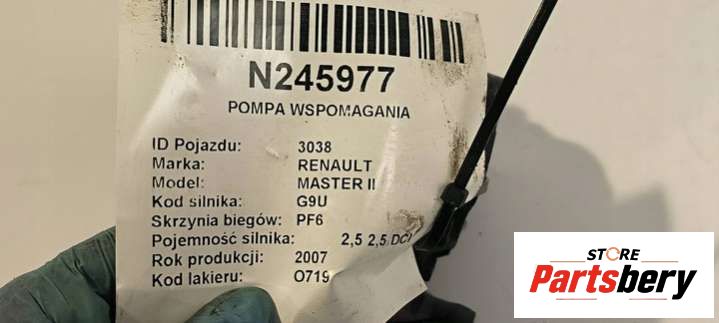 N245977
POMPA WSPOMAGANIA
ID Pojazdu: 3038
Marka: RENAULT
Model: MASTER II
Kod silnika: G9U
Skrzynia biegów: PF6
Pojemność silnika: 2,5 2,5 DCI
Rok produkcji: 2007
Kod lakieru: O719
STORE
Partsbery